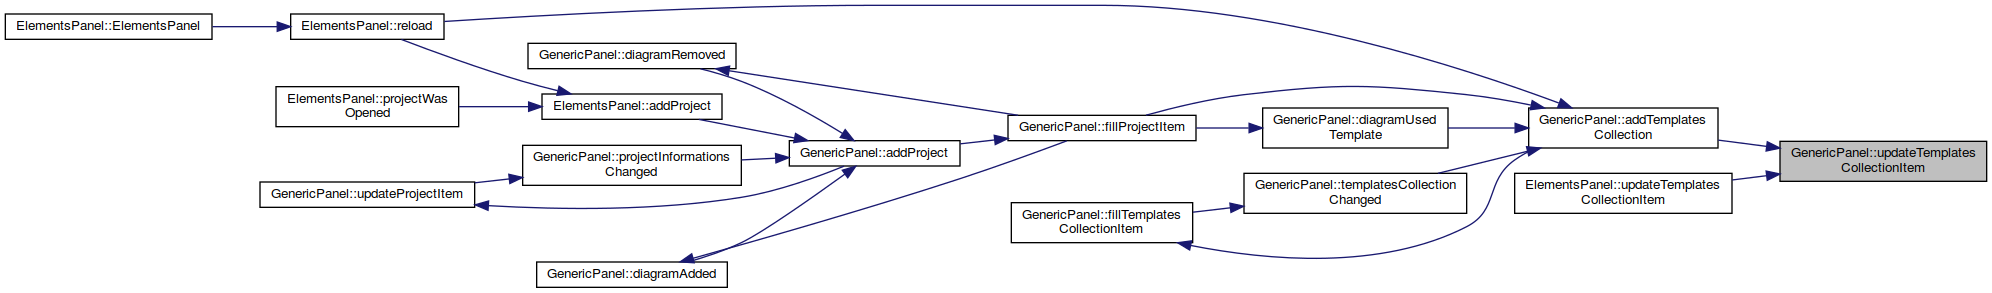 ElementsPanel::ElementsPanel
ElementsPanel::reload
GenericPanel::diagramRemoved
ElementsPanel::projectWas
Opened
ElementsPanel::addProject
GenericPanel::fillProjectItem
GenericPanel::diagramUsed
Template
GenericPanel::addTemplates
Collection
GenericPanel::updateTemplates
CollectionItem
GenericPanel::addProject
GenericPanel::projectInformations
Changed
GenericPanel::updateProjectItem
GenericPanel::templatesCollection
Changed
ElementsPanel::updateTemplates
CollectionItem
GenericPanel::fillTemplates
CollectionItem
GenericPanel::diagramAdded